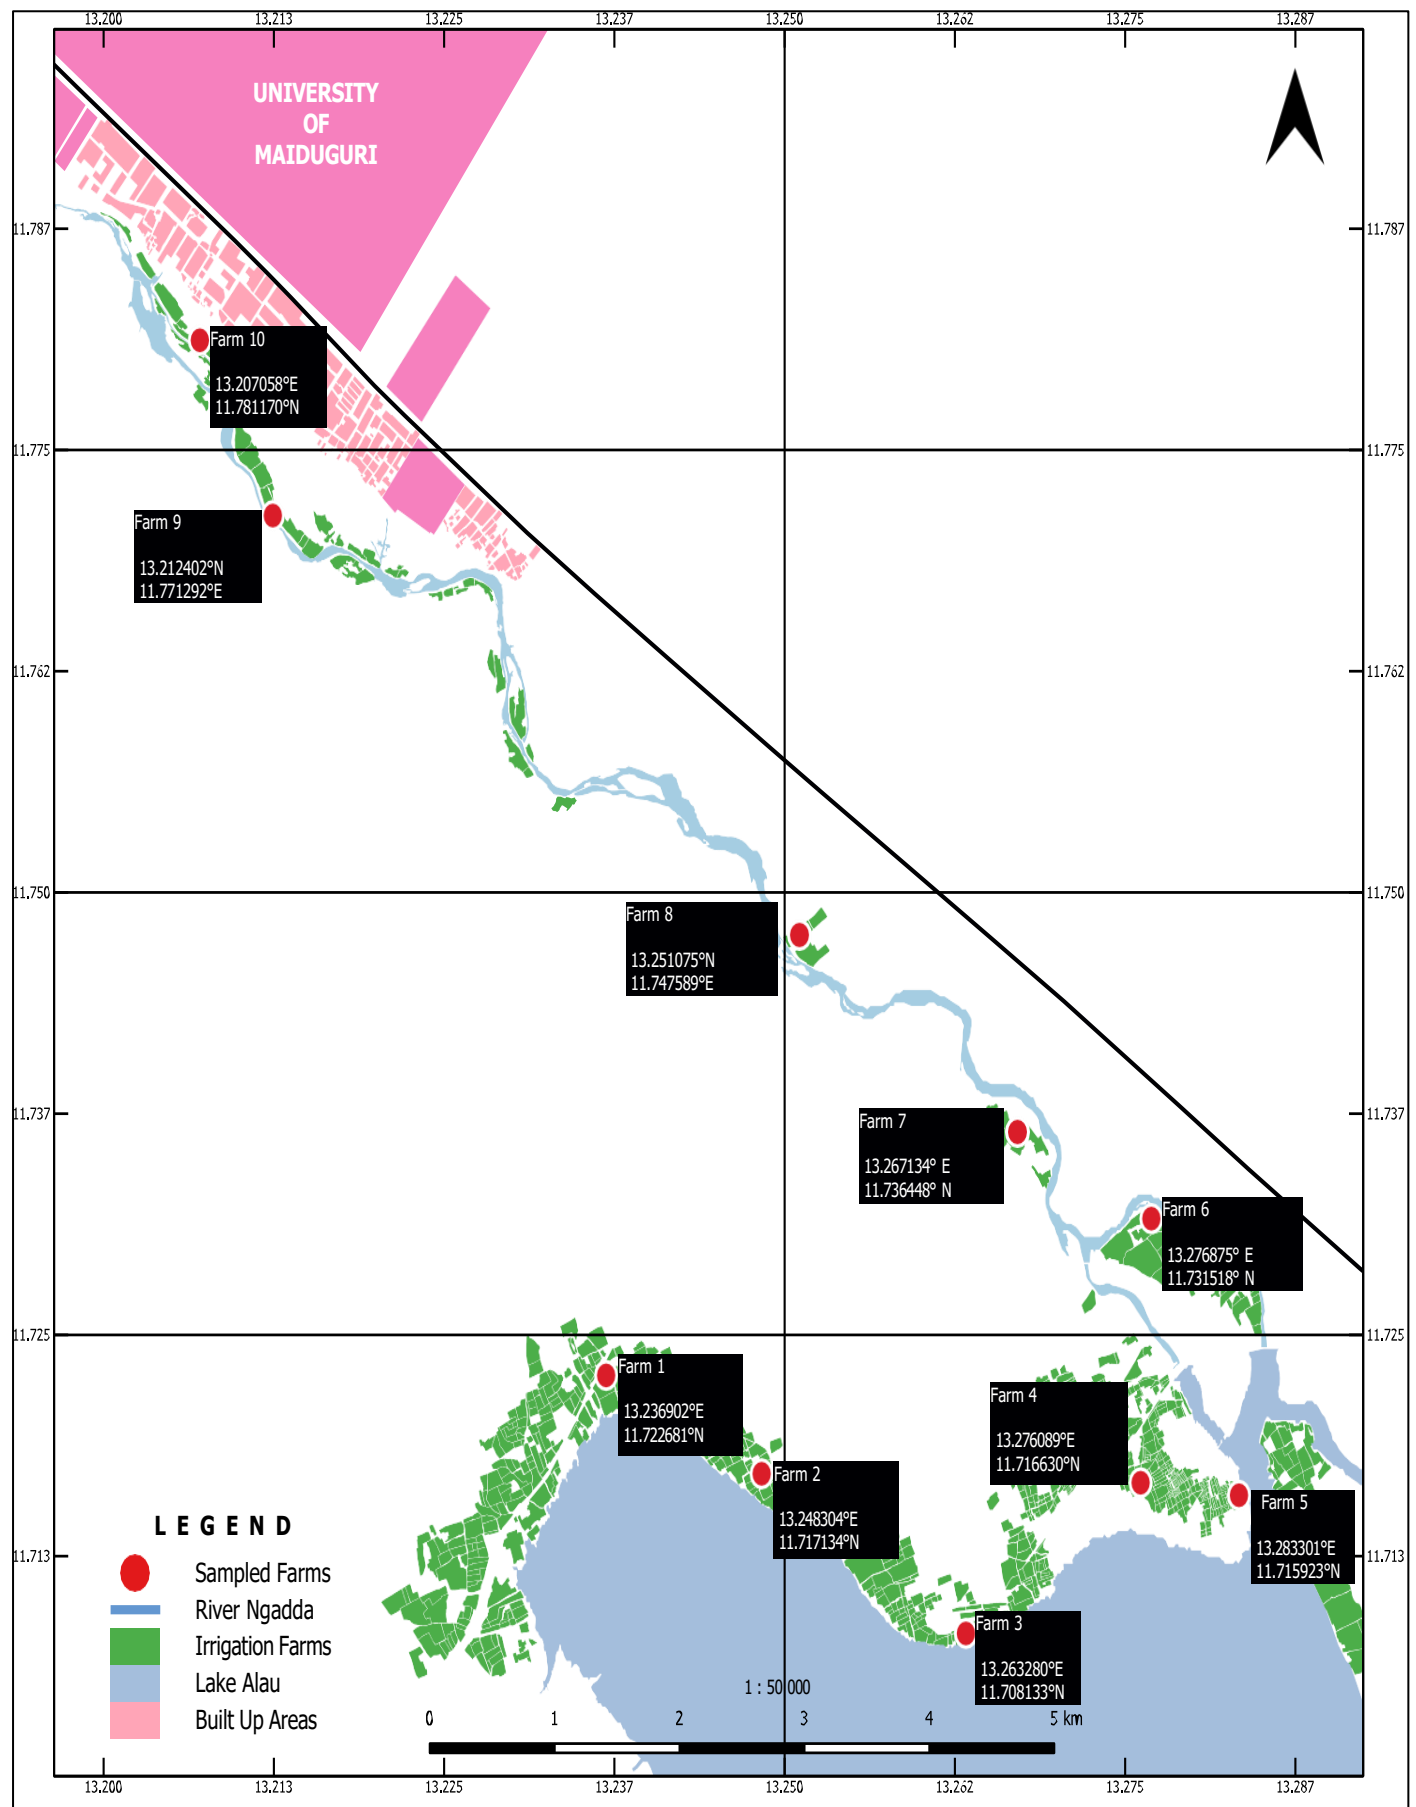 13.200 13.213 13.225 13.237 13.250 13.262 13.275 13.287
UNIVERSITY
OF
MAIDUGURI
11.787 11.787
Farm 10
13.207058°E
11.781170°N
11.775 11.775
Farm 9
13.212402°N
11.771292°E
11.762 11.762
11.750 11.750
Farm 8
13.251075°N
11.747589°E
11.737 11.737
Farm 7
13.267134° E
11.736448° N
Farm 6
13.276875° E
11.731518° N
11.725 11.725
Farm 1
13.236902°E
11.722681°N
Farm 4
13.276089°E
11.716630°N
Farm 2
13.248304°E
11.717134°N
Farm 5
13.283301°E
11.715923°N
11.713 11.713
Farm 3
13.263280°E
11.708133°N
LEGEND
Sampled Farms
River Ngadda
Irrigation Farms
Lake Alau
Built Up Areas
1 : 50 000
0 1 2 3 4 5 km
13.200 13.213 13.225 13.237 13.250 13.262 13.275 13.287